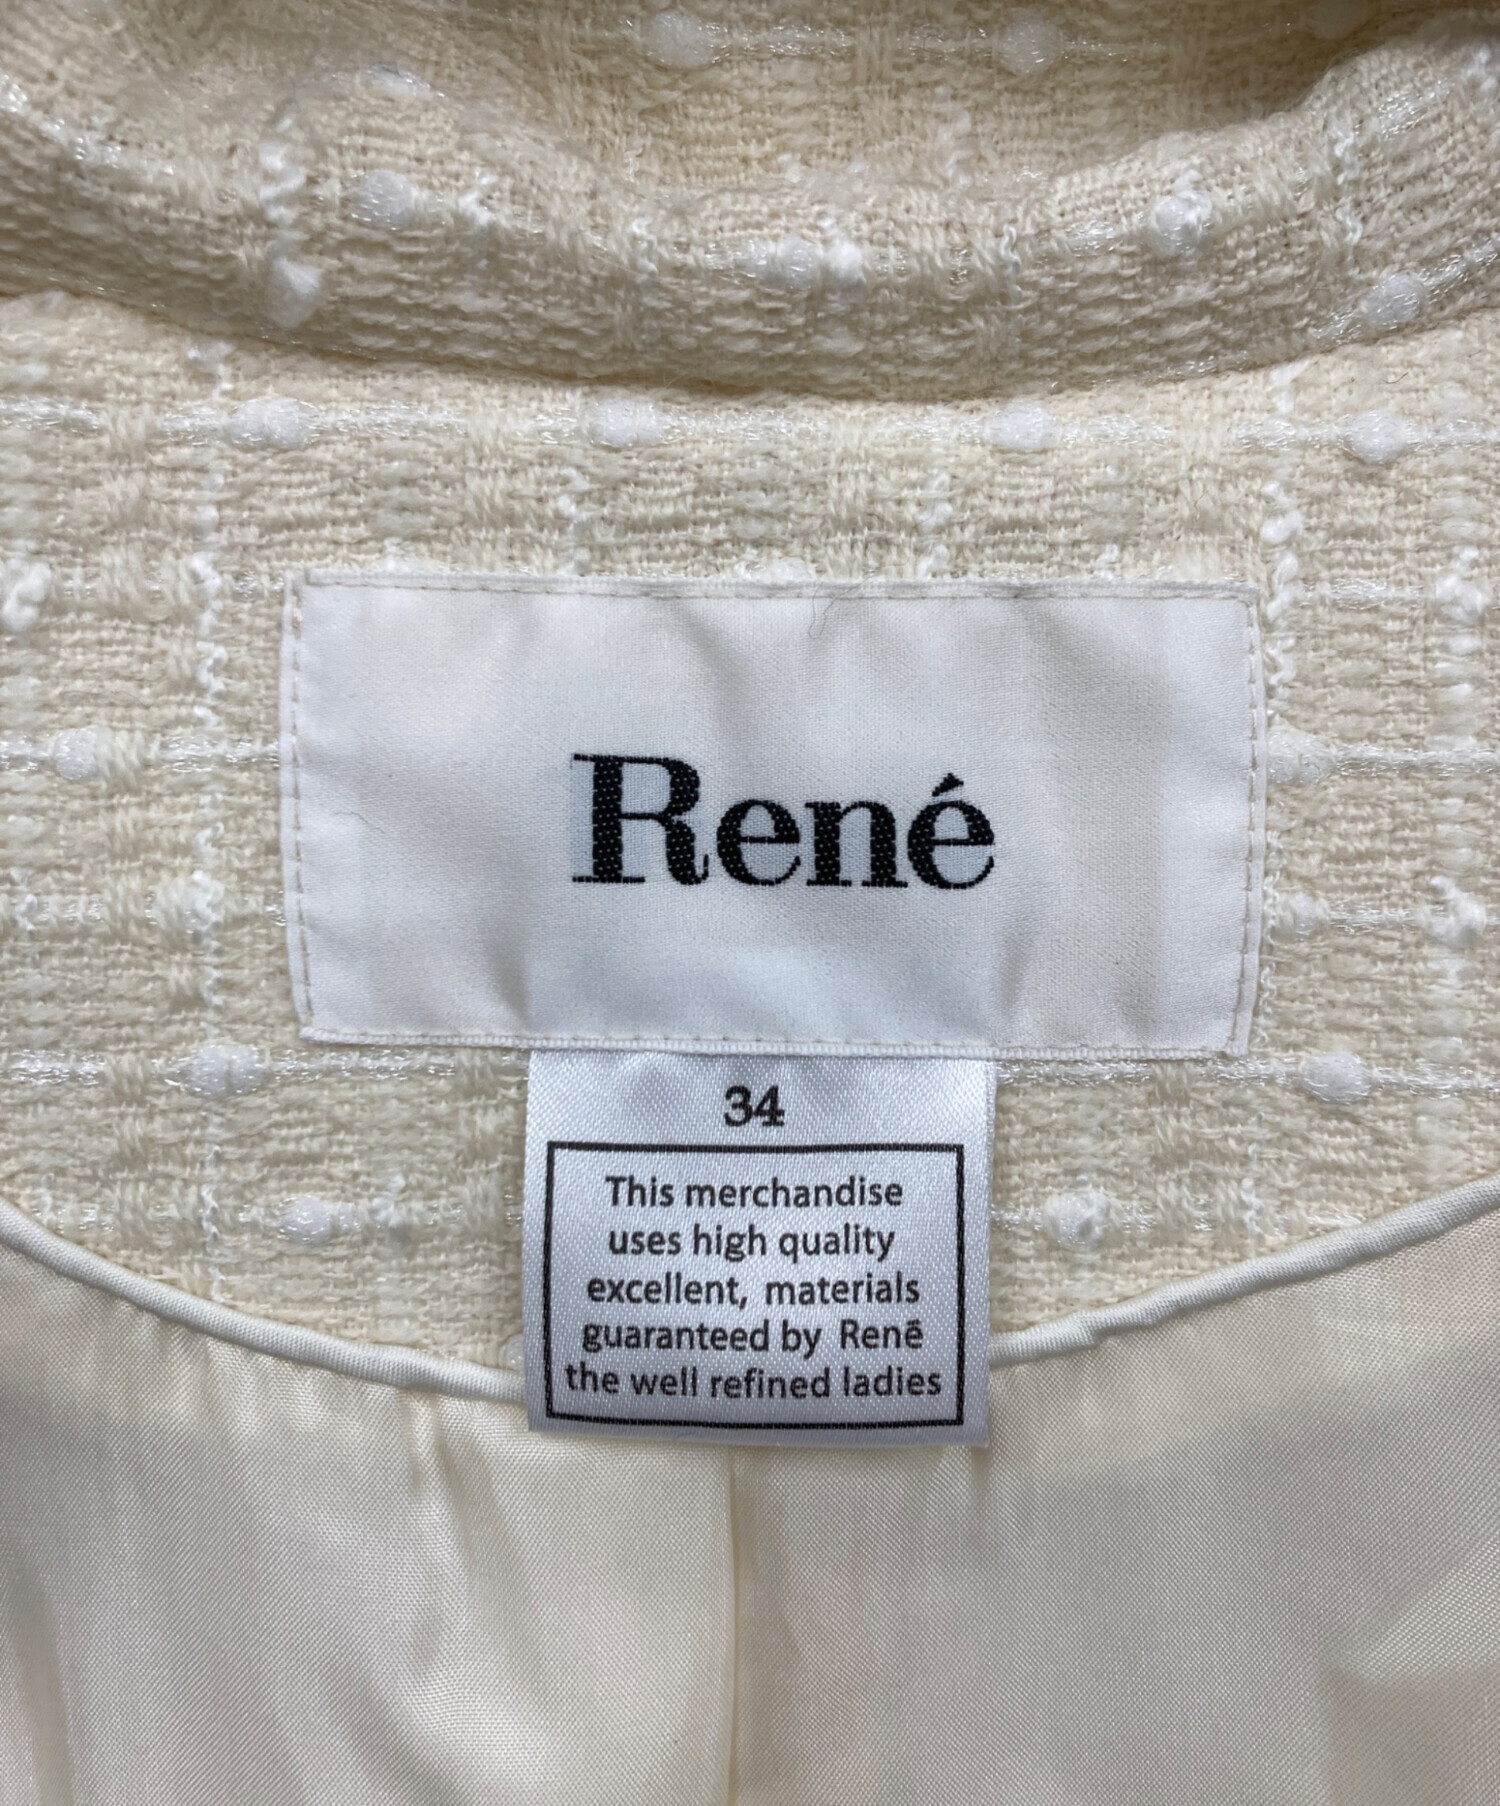 René
34
This merchandise
uses high quality
excellent, materials
guaranteed by Renē
the well refined ladies